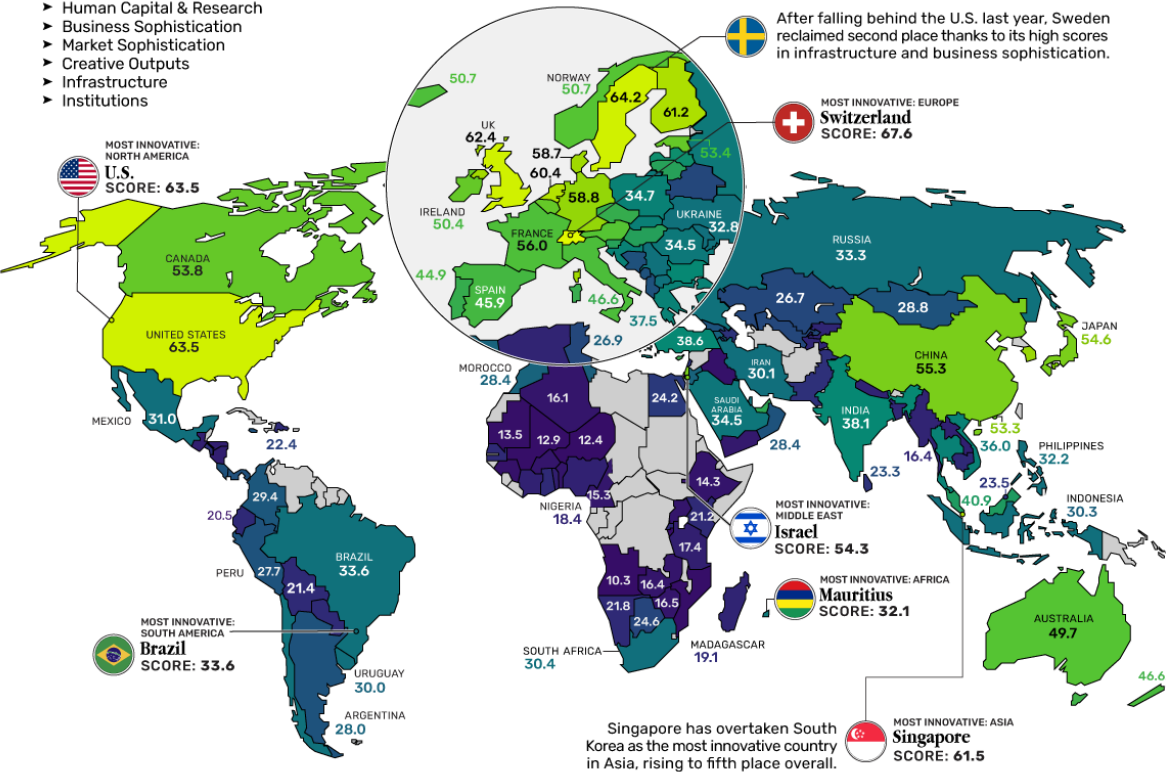 ➤ Human Capital & Research
➤ Business Sophistication
➤ Market Sophistication
➤ Creative Outputs
➤ Infrastructure
➤ Institutions
After falling behind the U.S. last year, Sweden
reclaimed second place thanks to its high scores
in infrastructure and business sophistication.
MOST INNOVATIVE: EUROPE
Switzerland
SCORE: 67.6
MOST INNOVATIVE:
NORTH AMERICA
U.S.
SCORE: 63.5
50.7
NORWAY
50.7
64.2
61.2
UK
62.4
58.7
60.4
53.4
58.8
34.7
IRELAND
50.4
UKRAINE
32.8
FRANCE
56.0
34.5
44.9
SPAIN
45.9
46.6
37.5
26.9
CANADA
53.8
UNITED STATES
63.5
MEXICO
31.0
22.4
29.4
20.5
PERU
27.7
BRAZIL
33.6
21.4
MOST INNOVATIVE:
SOUTH AMERICA
Brazil
SCORE: 33.6
URUGUAY
30.0
ARGENTINA
28.0
RUSSIA
33.3
26.7
28.8
JAPAN
54.6
CHINA
55.3
38.6
IRAN
30.1
MOROCCO
28.4
16.1
24.2
SAUDI
ARABIA
34.5
INDIA
38.1
53.3
13.5
12.9
12.4
28.4
16.4
36.0
PHILIPPINES
32.2
23.3
23.5
40.9
INDONESIA
30.3
14.3
15.3
NIGERIA
18.4
21.2
17.4
MOST INNOVATIVE:
MIDDLE EAST
Israel
SCORE: 54.3
10.3
16.4
16.5
21.8
24.6
MOST INNOVATIVE: AFRICA
Mauritius
SCORE: 32.1
AUSTRALIA
49.7
SOUTH AFRICA
30.4
MADAGASCAR
19.1
46.6
Singapore has overtaken South
Korea as the most innovative country
in Asia, rising to fifth place overall.
MOST INNOVATIVE: ASIA
Singapore
SCORE: 61.5